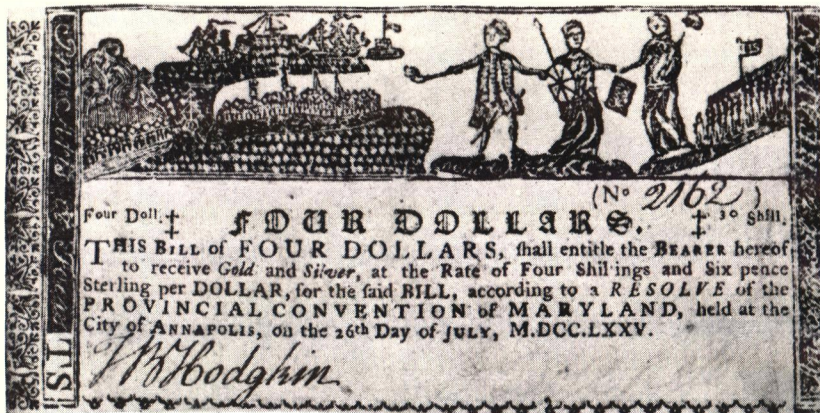 (No 2162)
Four Doll. ‡ FOUR DOLLARS. ‡ 30 Shill.
THIS BILL of FOUR DOLLARS, shall entitle the BEARER hereof
to receive Gold and Silver, at the Rate of Four Shillings and Six pence
Sterling per DOLLAR, for the said BILL, according to a RESOLVE of the
PROVINCIAL CONVENTION of MARYLAND, held at the
City of ANNAPOLIS, on the 26th Day of JULY, M.DCC.LXXV.
T B Hodgkin